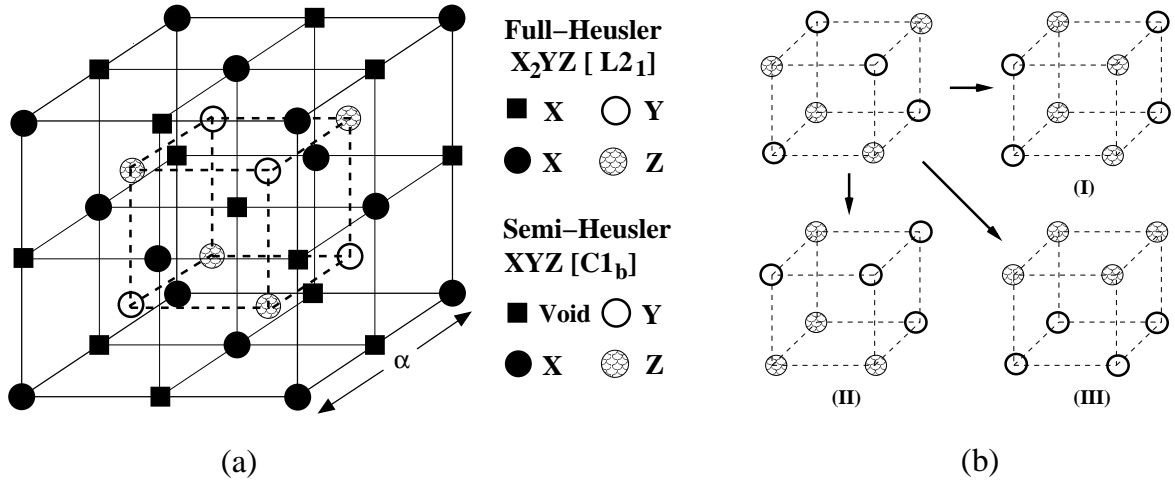 Full–Heusler
X₂YZ [ L2₁]
X Y
X Z
Semi–Heusler
XYZ [C1b]
Void Y
X Z
α
(a)
(I)
(II)
(III)
(b)